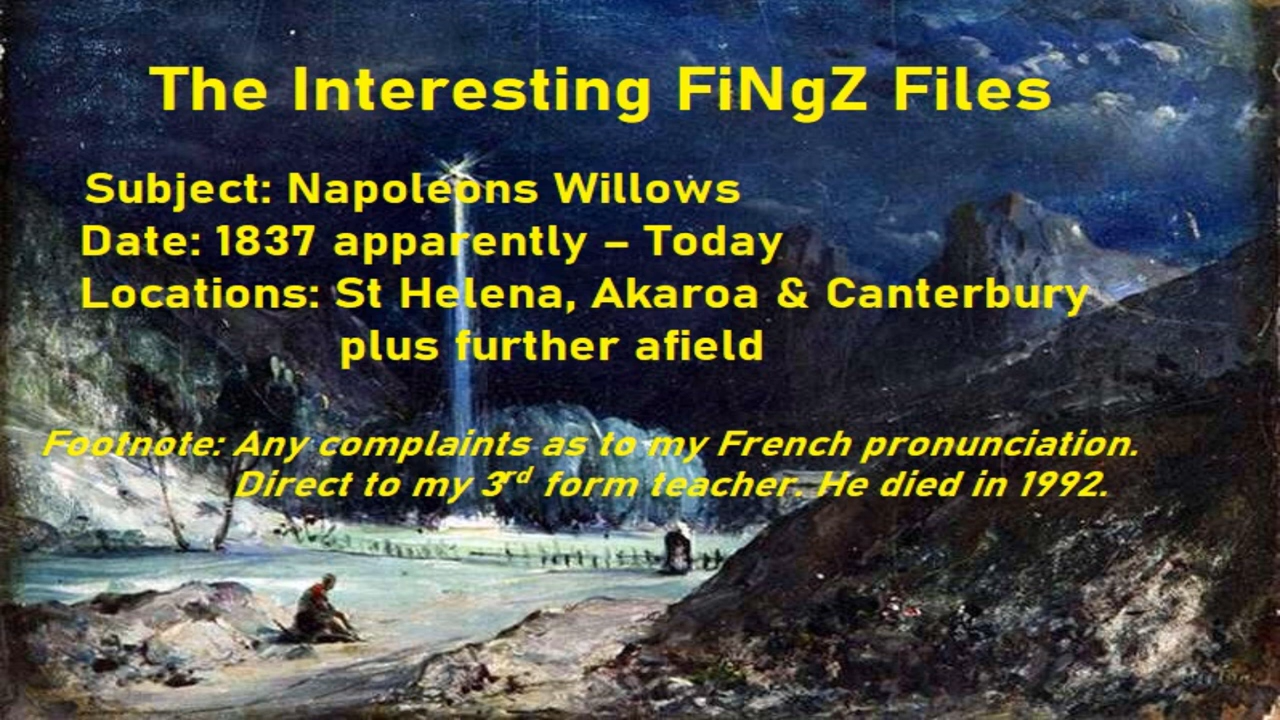 The Interesting FiNgZ Files
Subject: Napoleons Willows
Date: 1837 apparently – Today
Locations: St Helena, Akaroa & Canterbury
plus further afield
Footnote: Any complaints as to my French pronunciation.
Direct to my 3rd form teacher. He died in 1992.